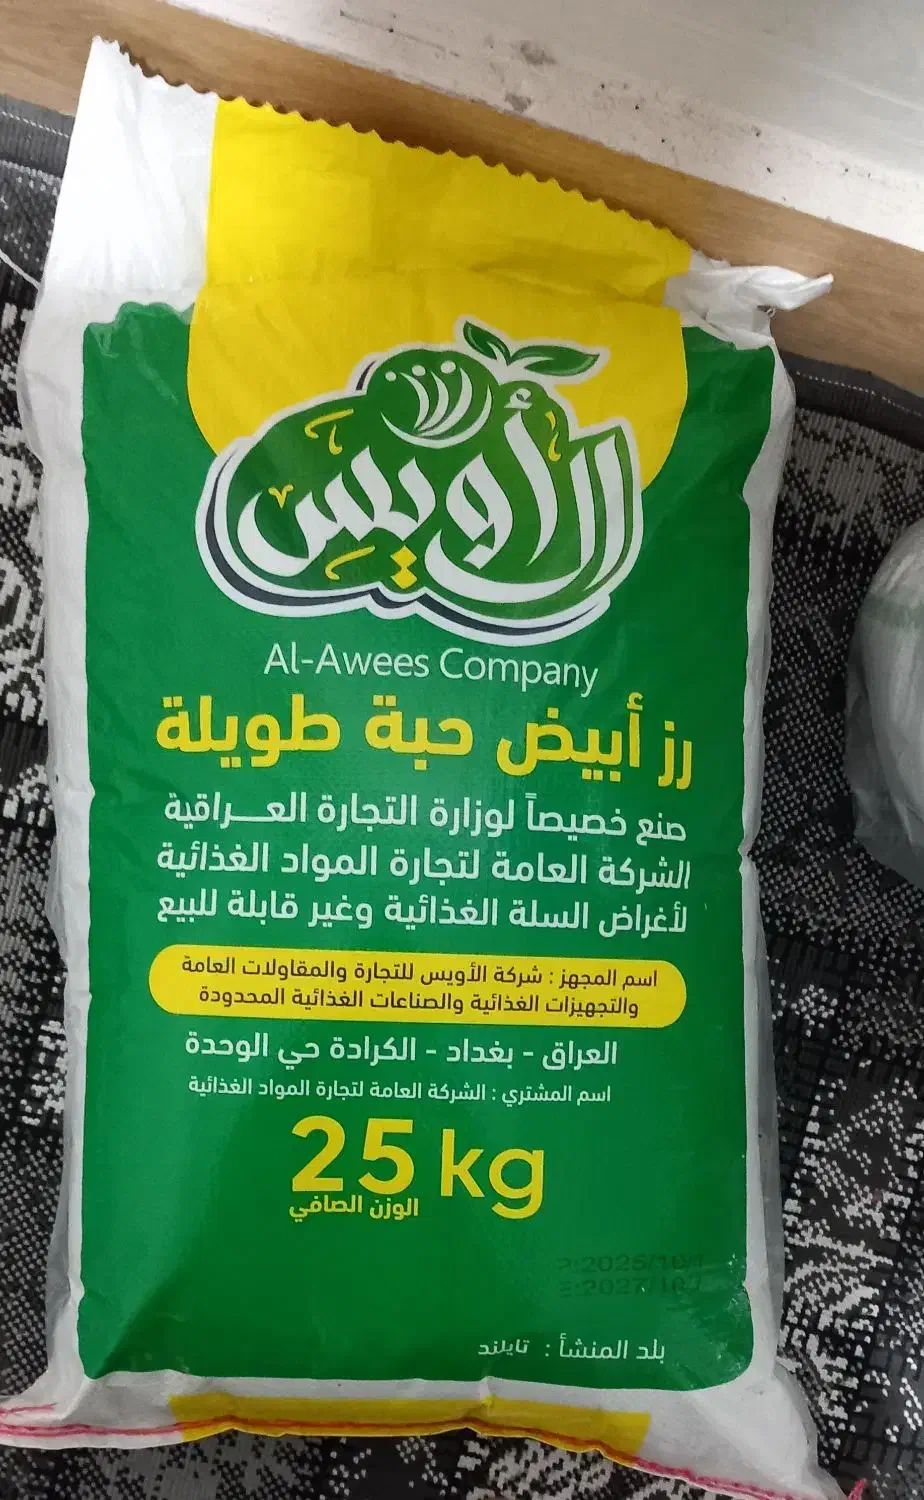 الأويس
Al-Awees Company
رز أبيض حبة طويلة
صنع خصيصاً لوزارة التجارة العراقية
الشركة العامة لتجارة المواد الغذائية
لأغراض السلة الغذائية وغير قابلة للبيع
اسم المجهز : شركة الأويس للتجارة والمقاولات العامة
والتجهيزات الغذائية والصناعات الغذائية المحدودة
العراق - بغداد - الكرادة حي الوحدة
اسم المشتري : الشركة العامة لتجارة المواد الغذائية
25 kg
الوزن الصافي
بلد المنشأ : تايلند